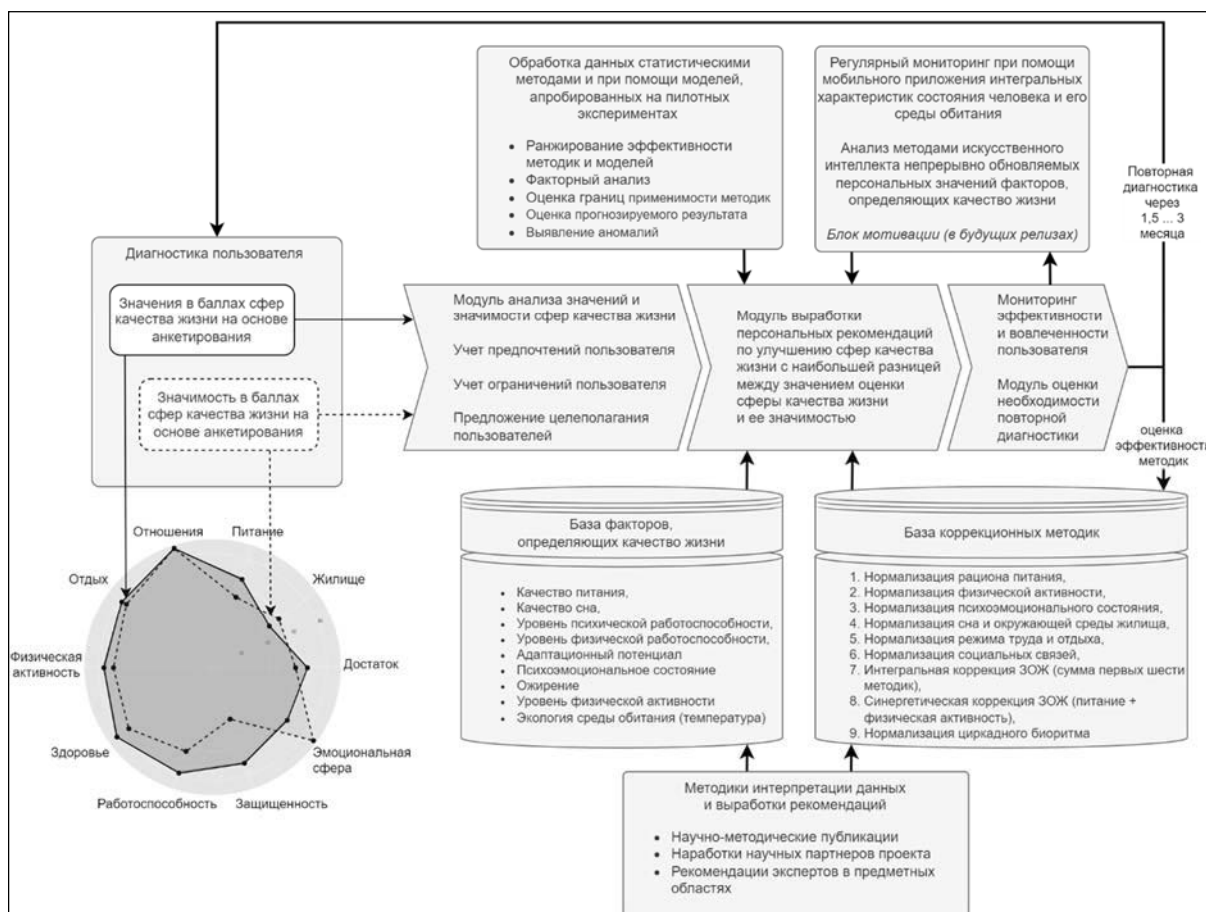 Обработка данных статистическими
методами и при помощи моделей,
апробированных на пилотных
экспериментах
• Ранжирование эффективности
методик и моделей
• Факторный анализ
• Оценка границ применимости методик
• Оценка прогнозируемого результата
• Выявление аномалий
Регулярный мониторинг при помощи
мобильного приложения интегральных
характеристик состояния человека и его
среды обитания
Анализ методами искусственного
интеллекта непрерывно обновляемых
персональных значений факторов,
определяющих качество жизни
Блок мотивации (в будущих релизах)
Повторная
диагностика
через
1,5 ... 3
месяца
Диагностика пользователя
Значения в баллах сфер
качества жизни на основе
анкетирования
Значимость в баллах
сфер качества жизни на
основе анкетирования
Модуль анализа значений и
значимости сфер качества жизни
Учет предпочтений пользователя
Учет ограничений пользователя
Предложение целеполагания
пользователей
Модуль выработки
персональных рекомендаций
по улучшению сфер качества
жизни с наибольшей разницей
между значением оценки
сферы качества жизни
и ее значимостью
Мониторинг
эффективности
и вовлеченности
пользователя
Модуль оценки
необходимости
повторной
диагностики
оценка
эффективности
методик
Отношения
Питание
Отдых
Жилище
Физическая
активность
Достаток
Здоровье
Эмоциональная
сфера
Работоспособность
Защищенность
База факторов,
определяющих качество жизни
• Качество питания,
• Качество сна,
• Уровень психической работоспособности,
• Уровень физической работоспособности,
• Адаптационный потенциал
• Психоэмоциональное состояние
• Ожирение
• Уровень физической активности
• Экология среды обитания (температура)
База коррекционных методик
1. Нормализация рациона питания,
2. Нормализация физической активности,
3. Нормализация психоэмоционального состояния,
4. Нормализация сна и окружающей среды жилища,
5. Нормализация режима труда и отдыха,
6. Нормализация социальных связей,
7. Интегральная коррекция ЗОЖ (сумма первых шести
методик),
8. Синергетическая коррекция ЗОЖ (питание +
физическая активность),
9. Нормализация циркадного биоритма
Методики интерпретации данных
и выработки рекомендаций
• Научно-методические публикации
• Наработки научных партнеров проекта
• Рекомендации экспертов в предметных
областях